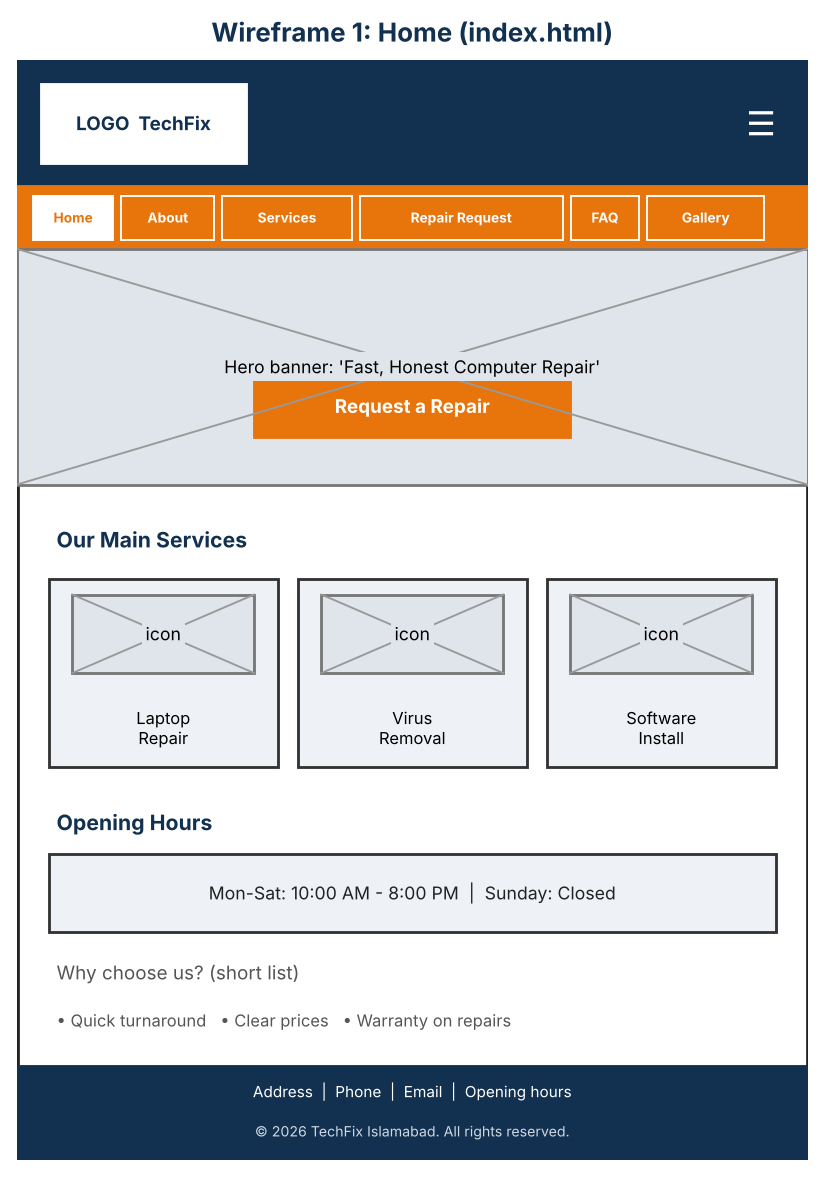 Wireframe 1: Home (index.html)
LOGO TechFix
Home About Services Repair Request FAQ Gallery
Hero banner: 'Fast, Honest Computer Repair'
Request a Repair
Our Main Services
icon icon icon
Laptop Virus Software
Repair Removal Install
Opening Hours
Mon-Sat: 10:00 AM - 8:00 PM | Sunday: Closed
Why choose us? (short list)
• Quick turnaround • Clear prices • Warranty on repairs
Address | Phone | Email | Opening hours
© 2026 TechFix Islamabad. All rights reserved.